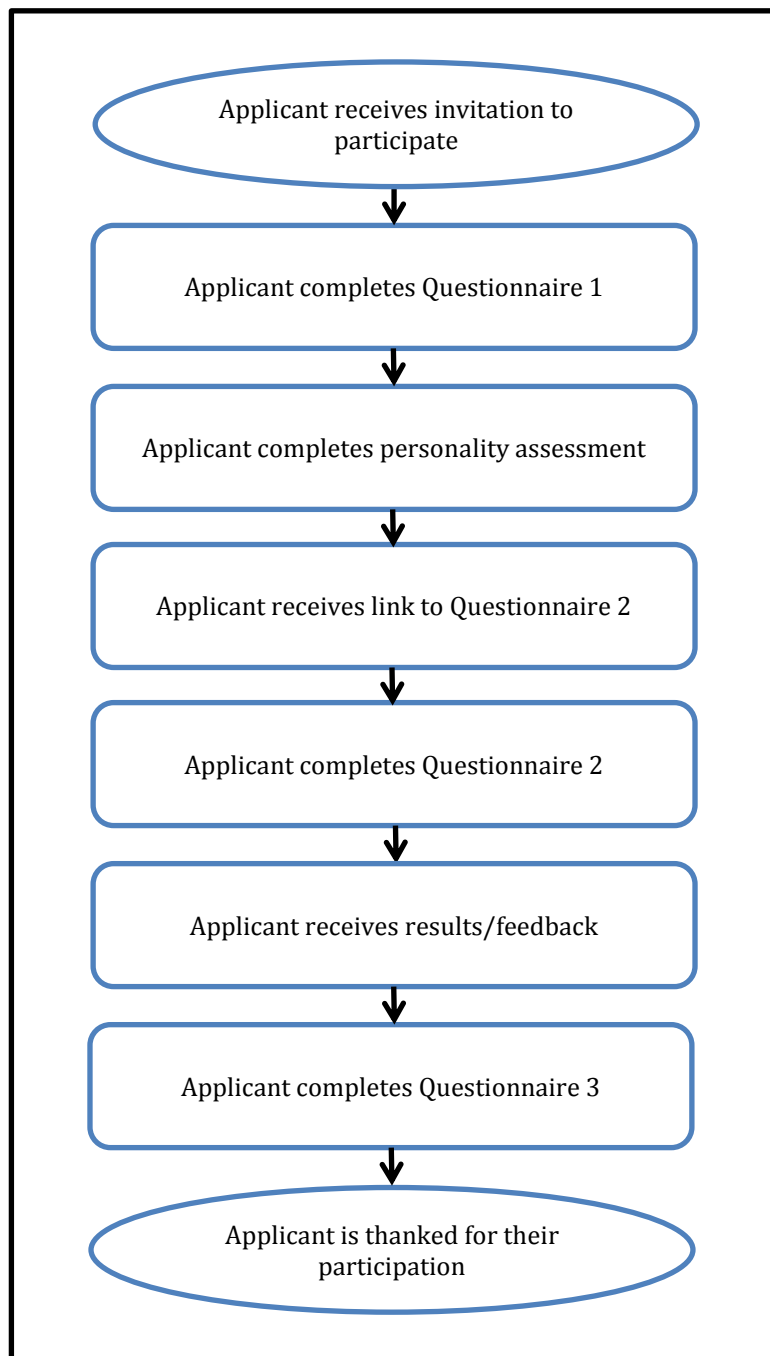 Applicant receives invitation to
participate
Applicant completes Questionnaire 1
Applicant completes personality assessment
Applicant receives link to Questionnaire 2
Applicant completes Questionnaire 2
Applicant receives results/feedback
Applicant completes Questionnaire 3
Applicant is thanked for their
participation